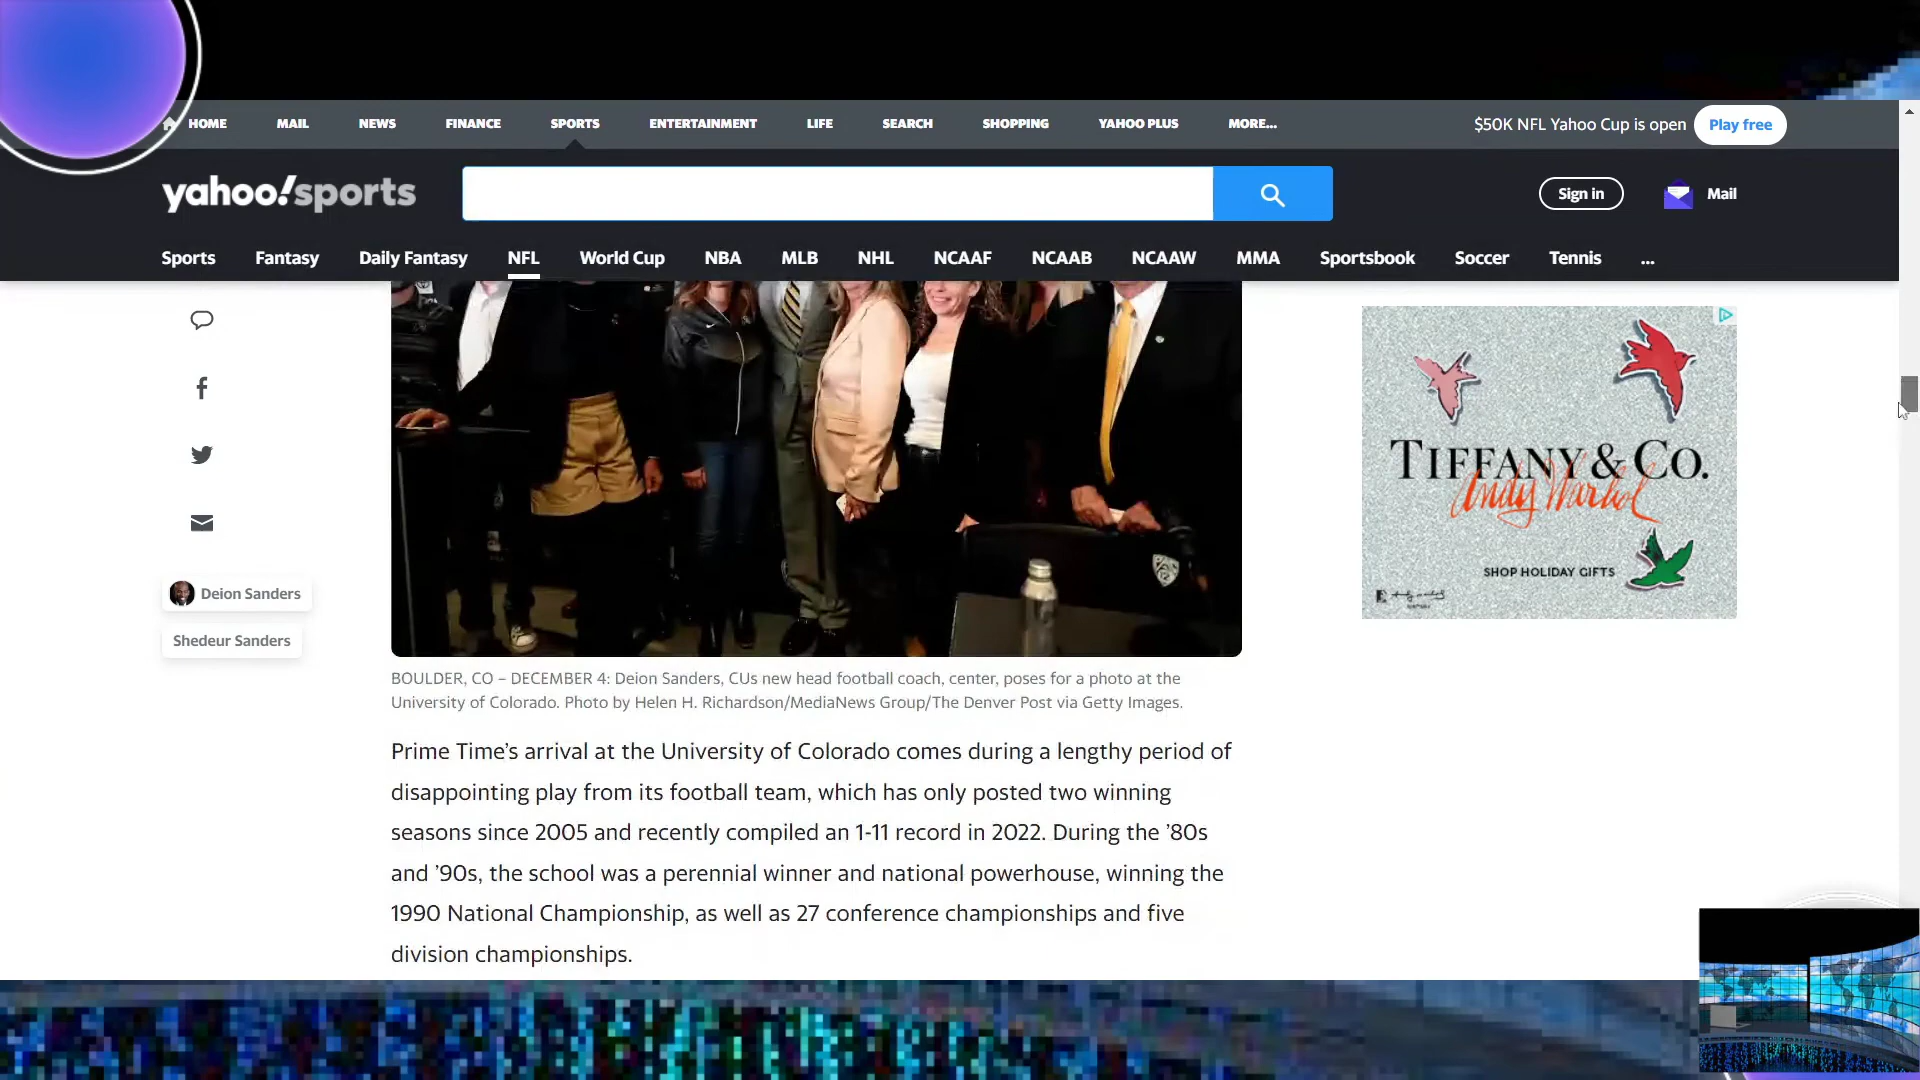 HOME MAIL NEWS FINANCE SPORTS ENTERTAINMENT LIFE SEARCH SHOPPING YAHOO PLUS MORE... $50K NFL Yahoo Cup is open Play free
yahoo!sports Sign in Mail
Sports Fantasy Daily Fantasy NFL World Cup NBA MLB NHL NCAAF NCAAB NCAAW MMA Sportsbook Soccer Tennis ...
TIFFANY & CO.
Andy Warhol
SHOP HOLIDAY GIFTS
Deion Sanders
Shedeur Sanders
BOULDER, CO – DECEMBER 4: Deion Sanders, CUs new head football coach, center, poses for a photo at the
University of Colorado. Photo by Helen H. Richardson/MediaNews Group/The Denver Post via Getty Images.
Prime Time’s arrival at the University of Colorado comes during a lengthy period of
disappointing play from its football team, which has only posted two winning
seasons since 2005 and recently compiled an 1-11 record in 2022. During the ’80s
and ’90s, the school was a perennial winner and national powerhouse, winning the
1990 National Championship, as well as 27 conference championships and five
division championships.